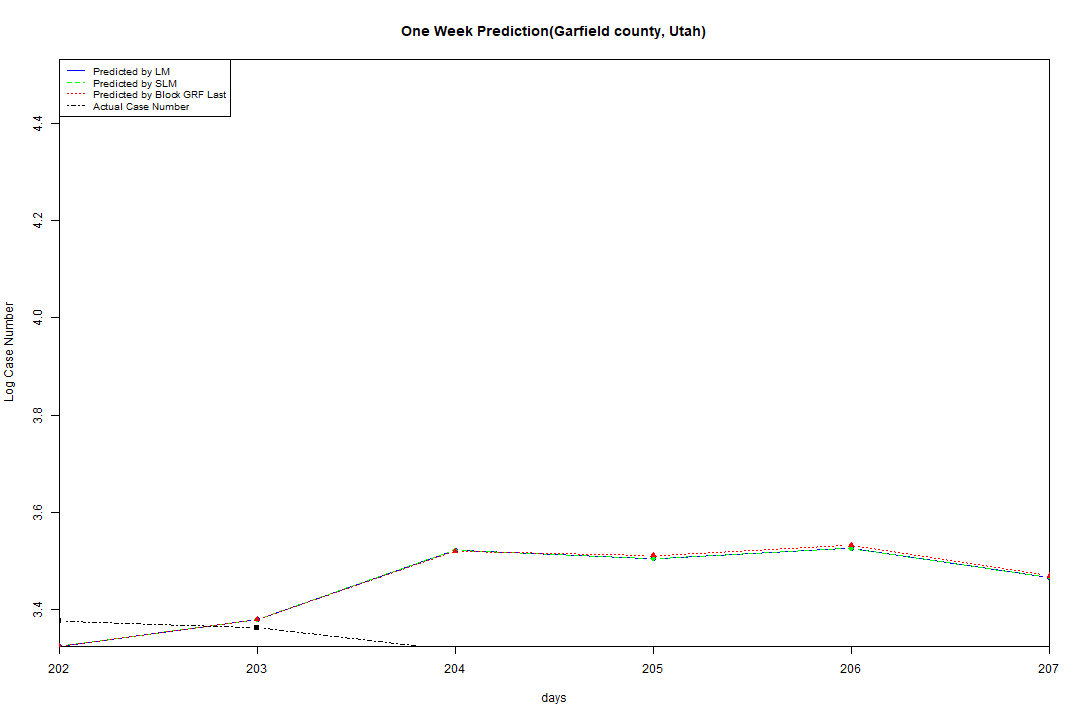 One Week Prediction(Garfield county, Utah)
Predicted by LM
Predicted by SLM
Predicted by Block GRF Last
Actual Case Number
4.4
4.2
4.0
3.8
3.6
3.4
Log Case Number
202 203 204 205 206 207
days